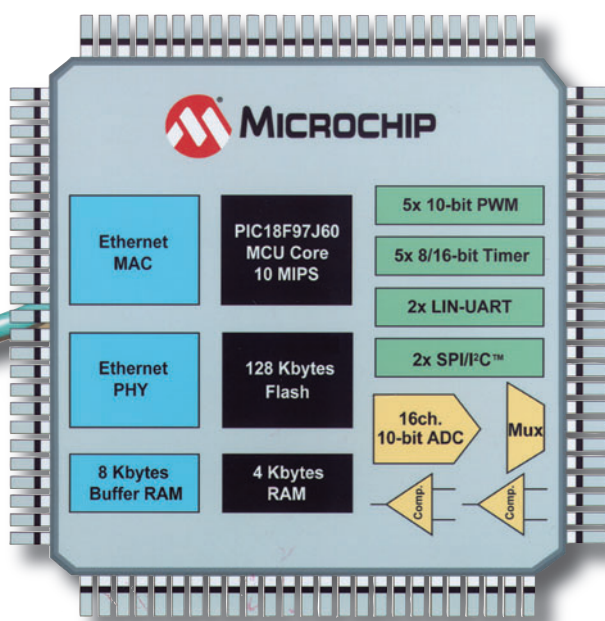 MICROCHIP
Ethernet
MAC
PIC18F97J60
MCU Core
10 MIPS
5x 10-bit PWM
5x 8/16-bit Timer
2x LIN-UART
2x SPI/I²C™
Ethernet
PHY
128 Kbytes
Flash
16ch.
10-bit ADC
Mux
8 Kbytes
Buffer RAM
4 Kbytes
RAM
Comp.
Comp.